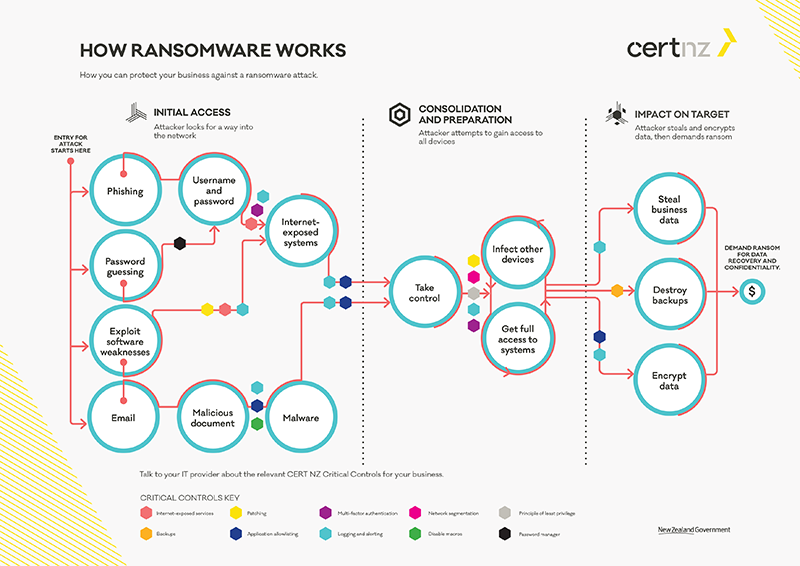 HOW RANSOMWARE WORKS
How you can protect your business against a ransomware attack.
certnz
INITIAL ACCESS
Attacker looks for a way into
the network
CONSOLIDATION
AND PREPARATION
Attacker attempts to gain access to
all devices
IMPACT ON TARGET
Attacker steals and encrypts
data, then demands ransom
ENTRY FOR
ATTACK
STARTS HERE
Phishing
Username
and
password
Internet-
exposed
systems
Password
guessing
Exploit
software
weaknesses
Email
Malicious
document
Malware
Take
control
Infect other
devices
Get full
access to
systems
Steal
business
data
Destroy
backups
Encrypt
data
DEMAND RANSOM
FOR DATA
RECOVERY AND
CONFIDENTIALITY.
$
Talk to your IT provider about the relevant CERT NZ Critical Controls for your business.
CRITICAL CONTROLS KEY
Internet-exposed services
Patching
Multi-factor authentication
Network segmentation
Principle of least privilege
Backups
Application allowlisting
Logging and alerting
Disable macros
Password manager
New Zealand Government